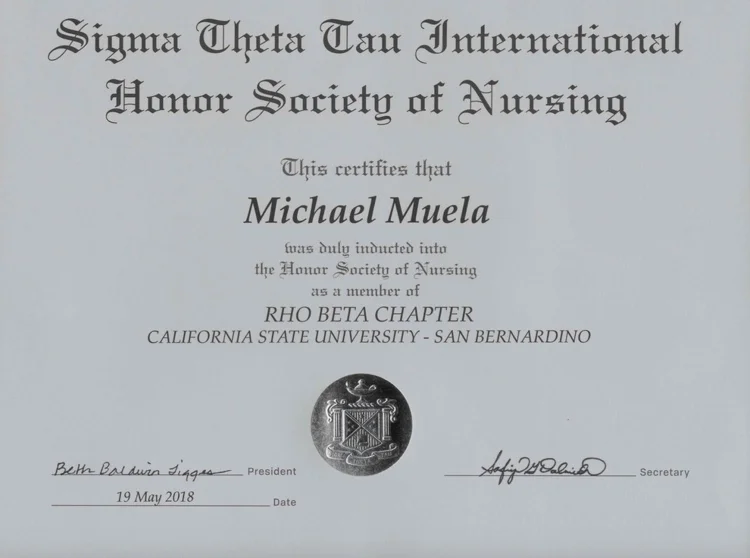 Sigma Theta Tau International
Honor Society of Nursing
This certifies that
Michael Muela
was duly inducted into
the Honor Society of Nursing
as a member of
RHO BETA CHAPTER
CALIFORNIA STATE UNIVERSITY - SAN BERNARDINO
Beth Baldwin Tigges President
Secretary
19 May 2018
Date